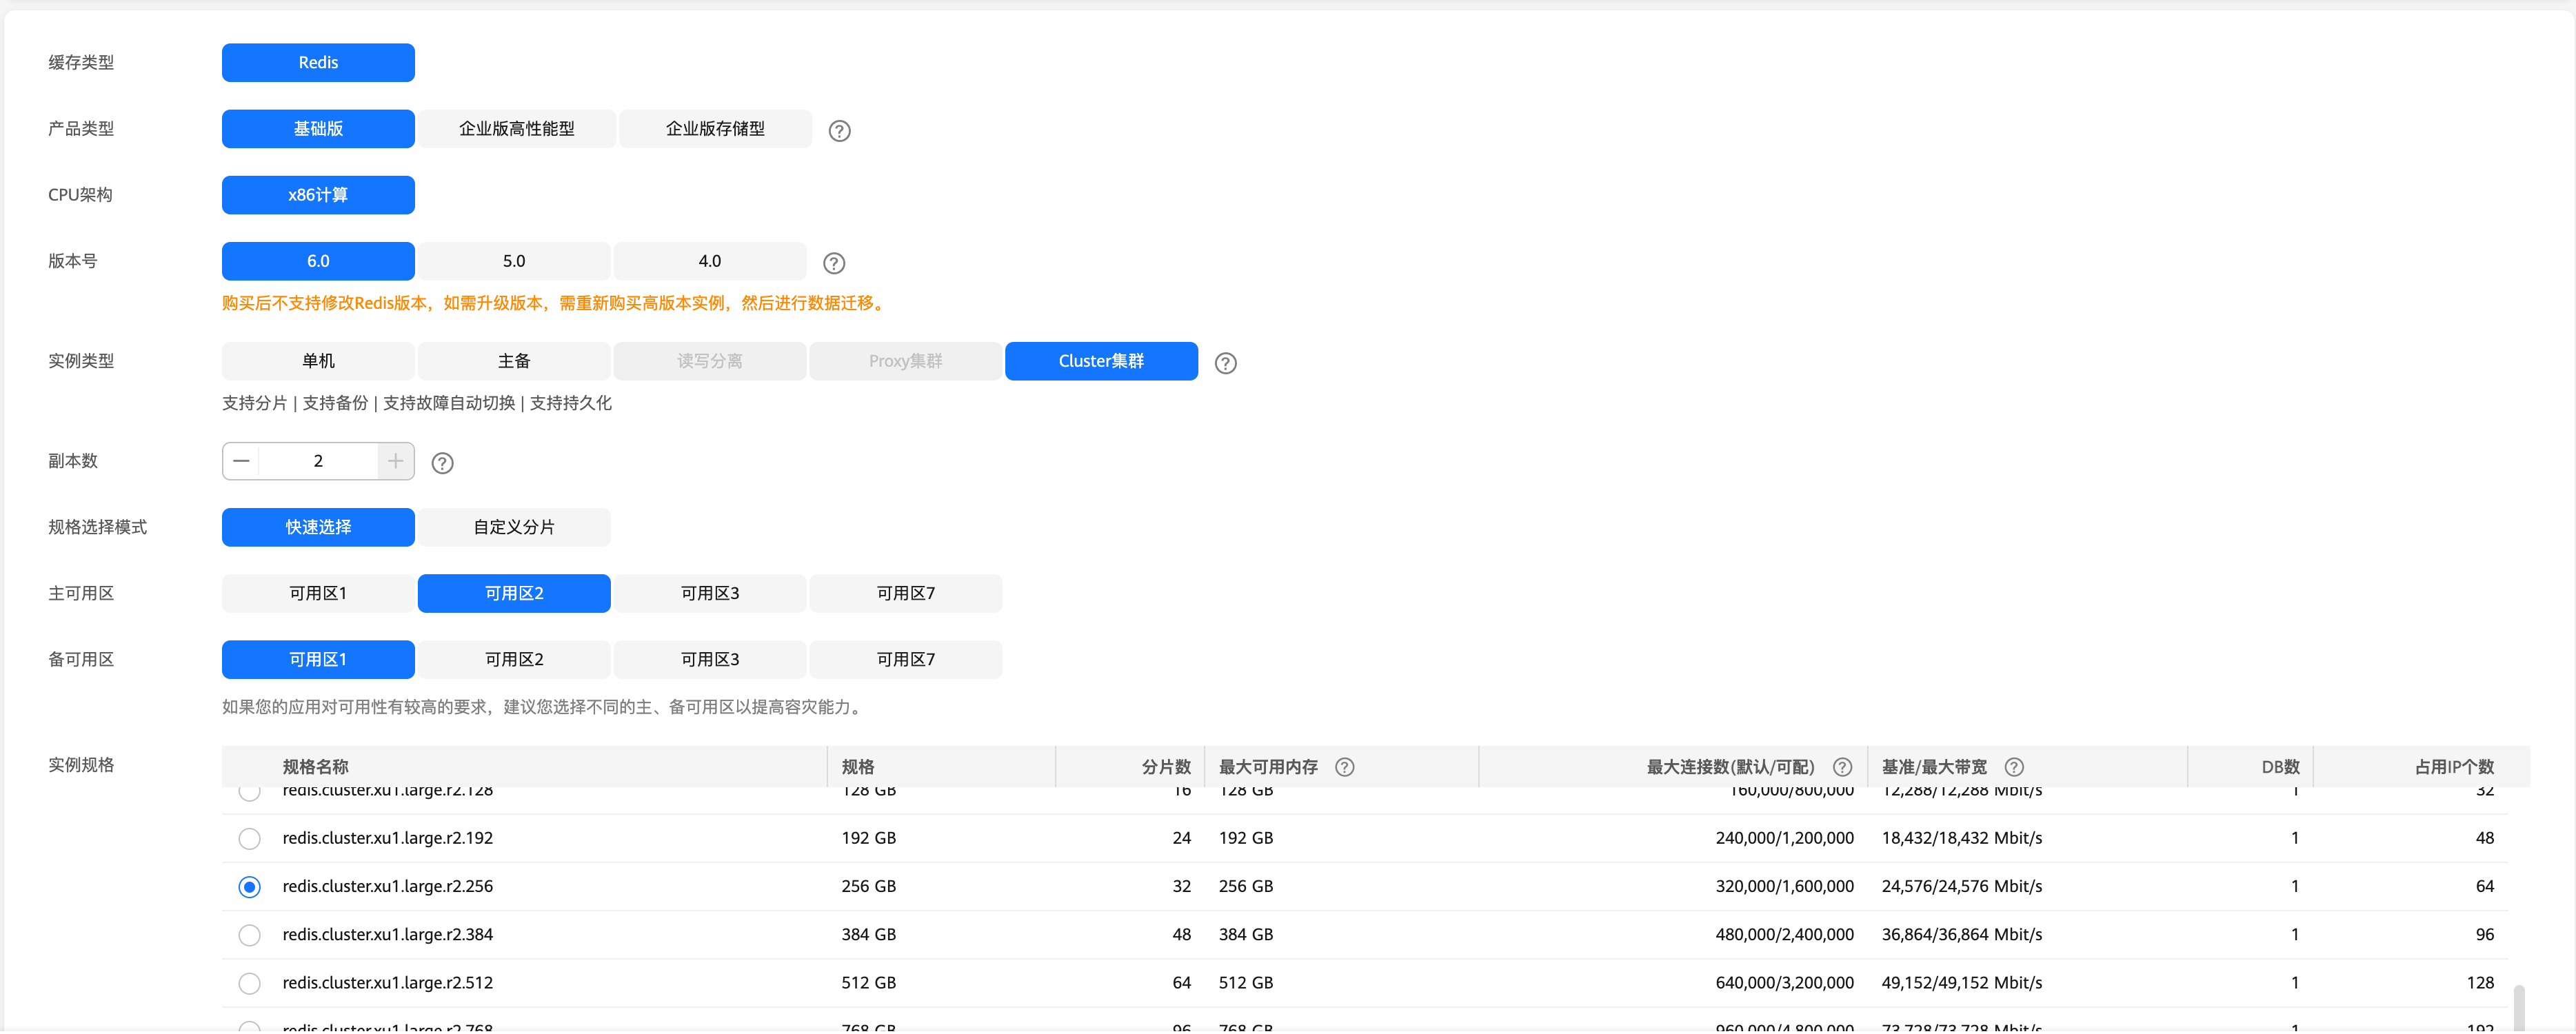 缓存类型 Redis
产品类型 基础版 企业版高性能型 企业版存储型 ?
CPU架构 x86计算
版本号 6.0 5.0 4.0 ?
购买后不支持修改Redis版本，如需升级版本，需重新购买高版本实例，然后进行数据迁移。
实例类型 单机 主备 读写分离 Proxy集群 Cluster集群 ?
支持分片 | 支持备份 | 支持故障自动切换 | 支持持久化
副本数 — 2 + ?
规格选择模式 快速选择 自定义分片
主可用区 可用区1 可用区2 可用区3 可用区7
备可用区 可用区1 可用区2 可用区3 可用区7
如果您的应用对可用性有较高的要求，建议您选择不同的主、备可用区以提高容灾能力。
实例规格 规格名称 规格 分片数 最大可用内存 ? 最大连接数(默认/可配) ? 基准/最大带宽 ? DB数 占用IP个数
redis.cluster.xu1.large.r2.128 128 GB 16 128 GB 160,000/800,000 12,288/12,288 Mbit/s 1 32
redis.cluster.xu1.large.r2.192 192 GB 24 192 GB 240,000/1,200,000 18,432/18,432 Mbit/s 1 48
redis.cluster.xu1.large.r2.256 256 GB 32 256 GB 320,000/1,600,000 24,576/24,576 Mbit/s 1 64
redis.cluster.xu1.large.r2.384 384 GB 48 384 GB 480,000/2,400,000 36,864/36,864 Mbit/s 1 96
redis.cluster.xu1.large.r2.512 512 GB 64 512 GB 640,000/3,200,000 49,152/49,152 Mbit/s 1 128
redis.cluster.xu1.large.r2.768 768 GB 96 768 GB 960,000/4,800,000 73,728/73,728 Mbit/s 1 192